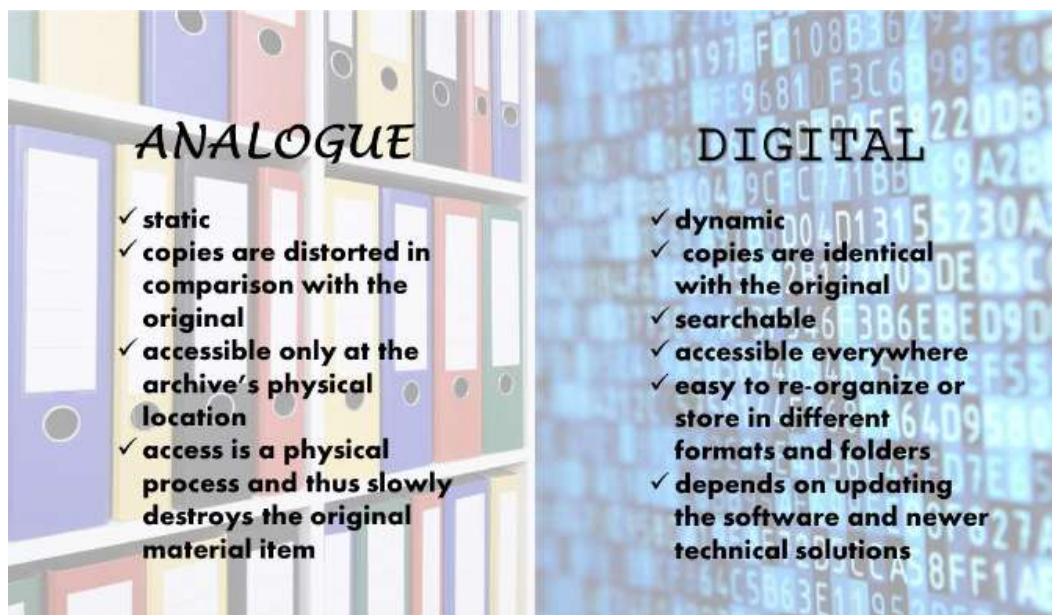 ANALOGUE
static
copies are distorted in
comparison with the
original
accessible only at the
archive's physical
location
access is a physical
process and thus slowly
destroys the original
material item
DIGITAL
dynamic
copies are identical
with the original
searchable
accessible everywhere
easy to re-organize or
store in different
formats and folders
depends on updating
the software and newer
technical solutions